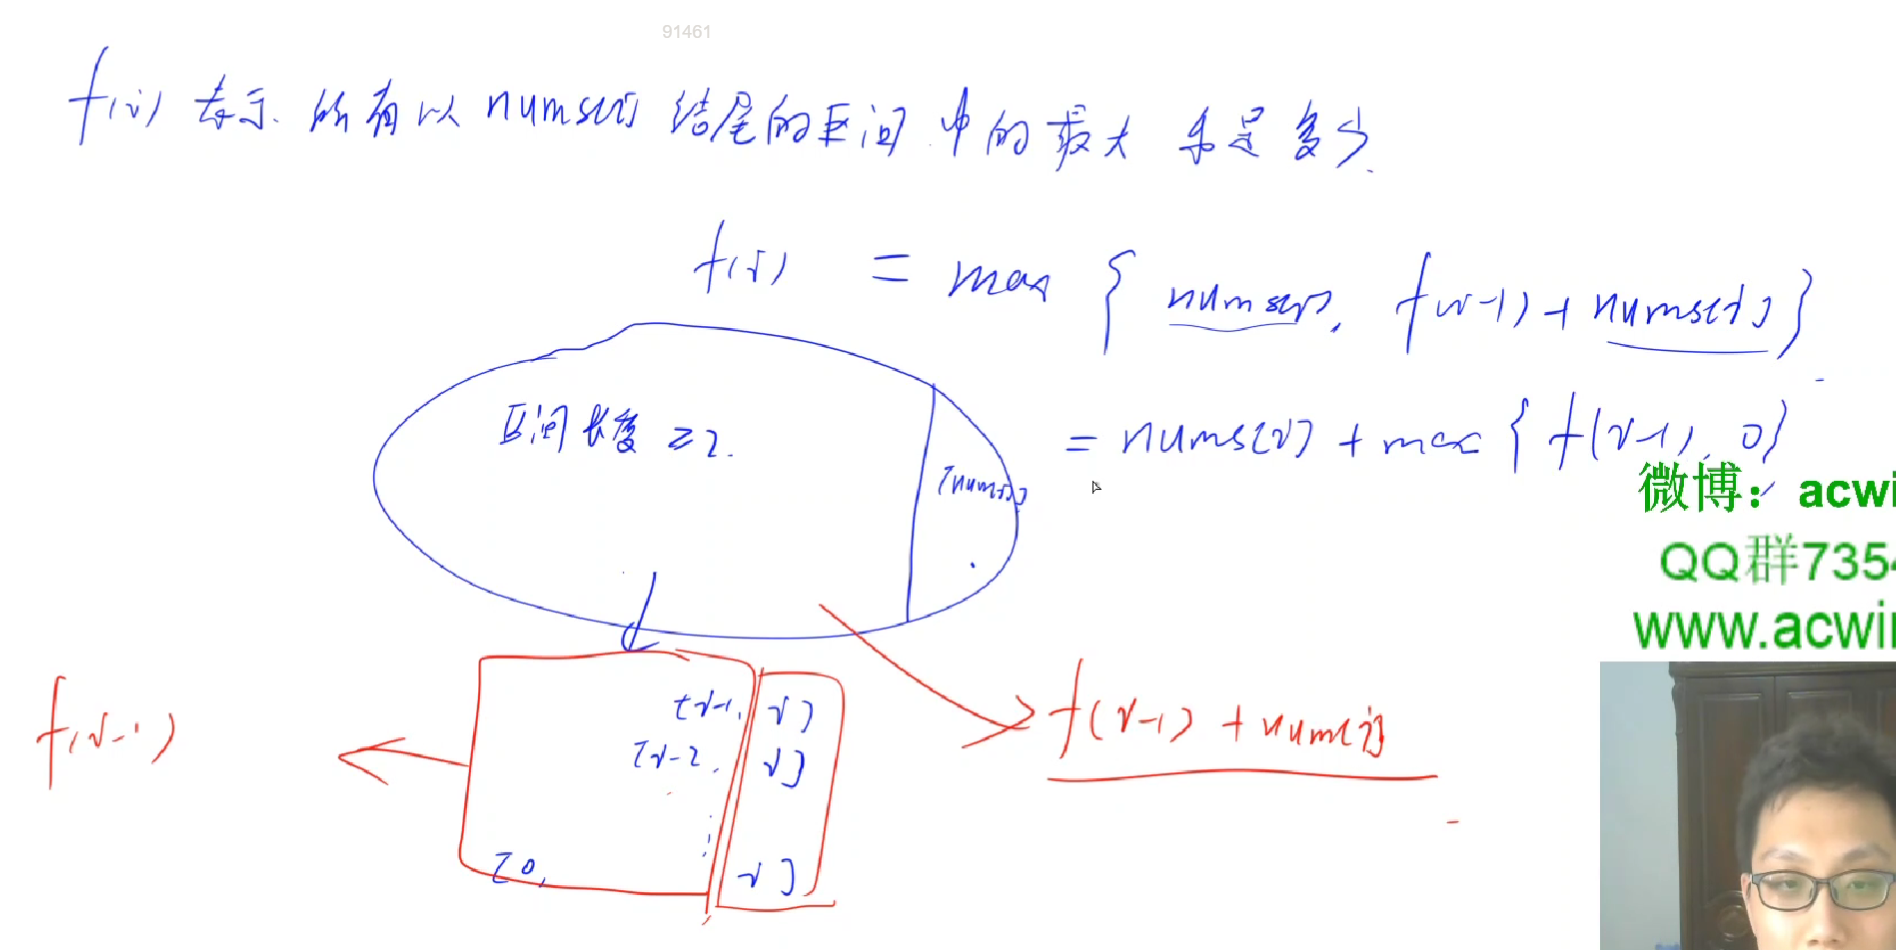 91461
f(i) 表示 所有以 nums[i] 结尾的区间 中的最大 和是多少.
f(i) = max { nums[i], f(i-1) + nums[i] }
区间长度 ≥2.
= nums[i] + max { f(i-1), 0}
[nums[i]]
微博：acwi
QQ群7354
www.acwi
f(i-1)
[i-1, i]
[i-2, i]
f(i-1) + nums[i]
⋮
[0, i]